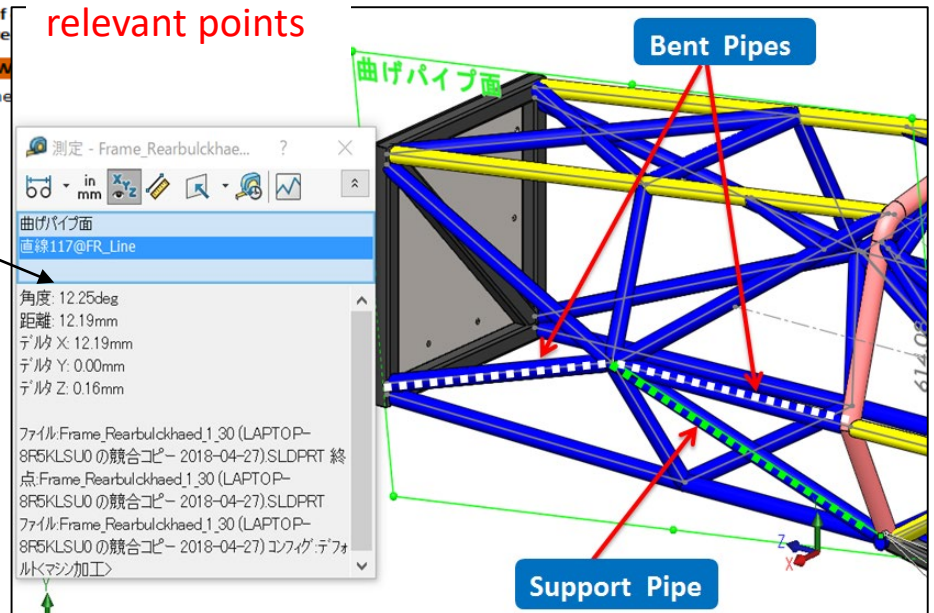 relevant points
Bent Pipes
曲げパイプ面
測定 - Frame_Rearbulckhae... ?
in
mm
XYZ
曲げパイプ面
直線117@FR_Line
角度: 12.25deg
距離: 12.19mm
デルタ X: 12.19mm
デルタ Y: 0.00mm
デルタ Z: 0.16mm
ファイル:Frame_Rearbulckhaed_1_30 (LAPTOP-
8R5KLSU0 の競合コピー 2018-04-27).SLDPRT 終
点:Frame_Rearbulckhaed_1_30 (LAPTOP-
8R5KLSU0 の競合コピー 2018-04-27).SLDPRT
ファイル:Frame_Rearbulckhaed_1_30 (LAPTOP-
8R5KLSU0 の競合コピー 2018-04-27) コンフィグ:デフォ
ルト<マシン加工>
614.08
Z
X
Support Pipe